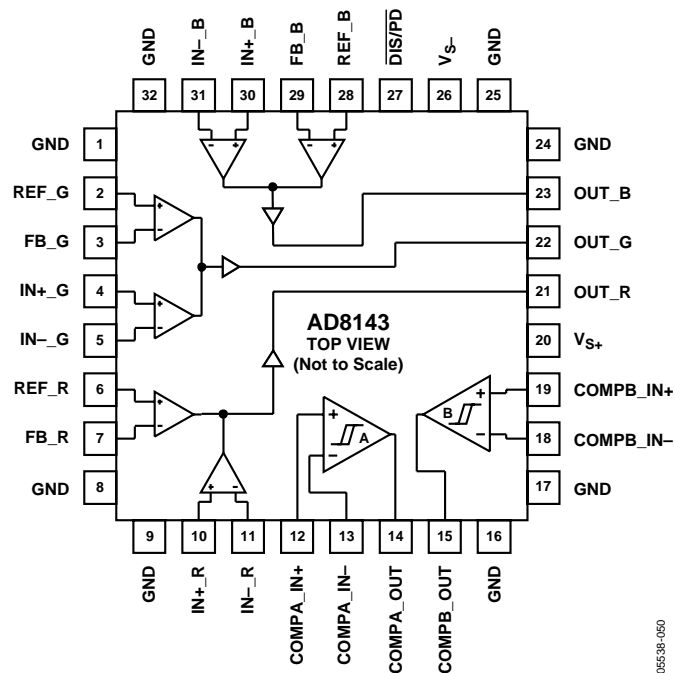 GND
IN–_B
IN+_B
FB_B
REF_B
DIS/PD
VS–
GND
32
31
30
29
28
27
26
25
– +
– +
GND 1
24 GND
REF_G 2
+
23 OUT_B
FB_G 3
–
22 OUT_G
IN+_G 4
+
21 OUT_R
IN–_G 5
–
AD8143
TOP VIEW
(Not to Scale)
20 VS+
REF_R 6
+
19 COMPB_IN+
FB_R 7
–
18 COMPB_IN–
+
A
–
+
B
–
GND 8
17 GND
+ –
9
10
11
12
13
14
15
16
GND
IN+_R
IN–_R
COMPA_IN+
COMPA_IN–
COMPA_OUT
COMPB_OUT
GND
05538-050